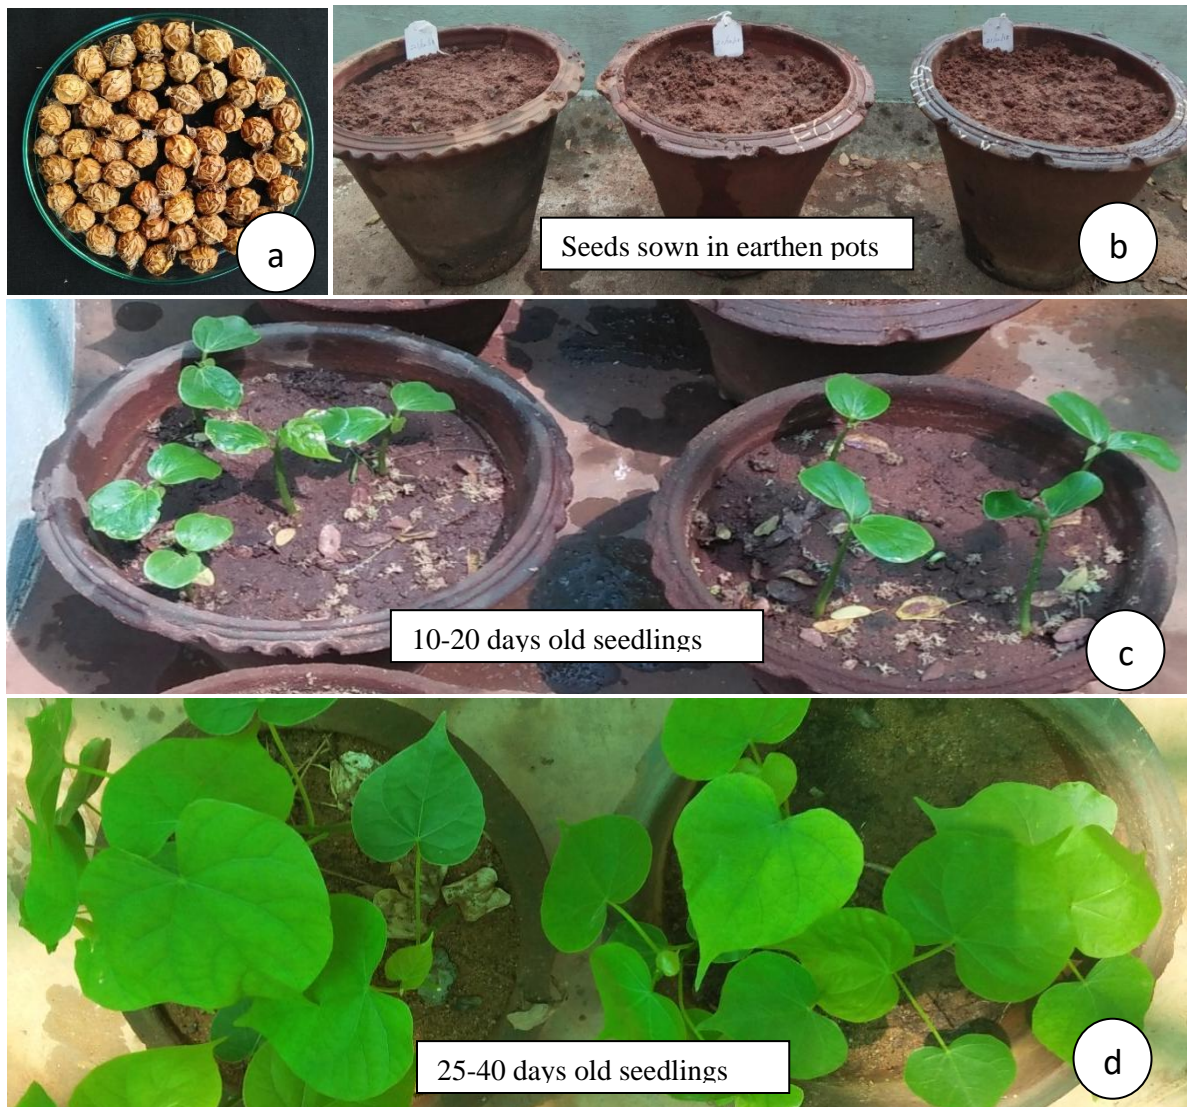 a
b
Seeds sown in earthen pots
10-20 days old seedlings
c
25-40 days old seedlings
d